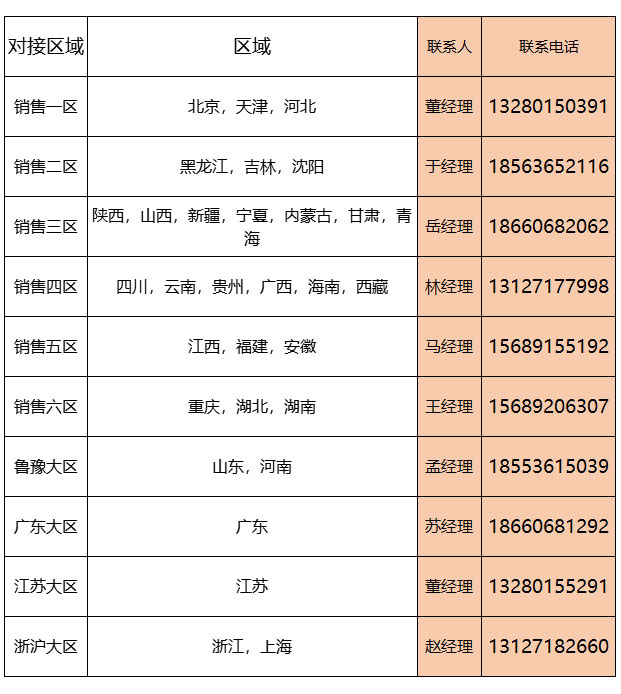 对接区域 区域 联系人 联系电话
销售一区 北京，天津，河北 董经理 13280150391
销售二区 黑龙江，吉林，沈阳 于经理 18563652116
销售三区 陕西，山西，新疆，宁夏，内蒙古，甘肃，青 岳经理 18660682062
海
销售四区 四川，云南，贵州，广西，海南，西藏 林经理 13127177998
销售五区 江西，福建，安徽 马经理 15689155192
销售六区 重庆，湖北，湖南 王经理 15689206307
鲁豫大区 山东，河南 孟经理 18553615039
广东大区 广东 苏经理 18660681292
江苏大区 江苏 董经理 13280155291
浙沪大区 浙江，上海 赵经理 13127182660